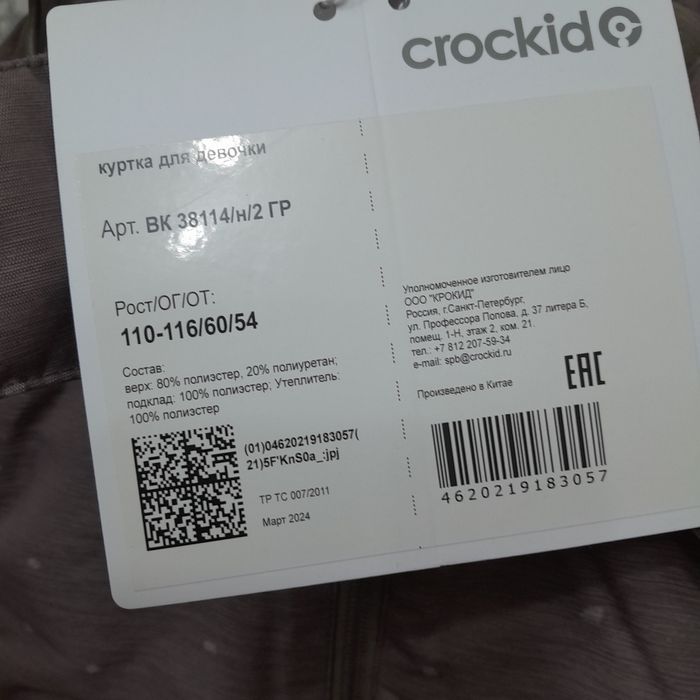 crockid
куртка для девочки
Арт. ВК 38114/н/2 ГР
Рост/ОГ/ОТ:
110-116/60/54
Состав:
верх: 80% полиэстер, 20% полиуретан;
подклад: 100% полиэстер; Утеплитель:
100% полиэстер
(01)04620219183057(
21)5F'KnS0a_:jpj
ТР ТС 007/2011
Март 2024
Уполномоченное изготовителем лицо
ООО "КРОКИД"
Россия, г.Санкт-Петербург,
ул. Профессора Попова, д. 37 литера Б,
помещ. 1-Н, этаж 2, ком. 21.
тел.: +7 812 207-59-34
e-mail: spb@crockid.ru
Произведено в Китае
EAC
4620219183057